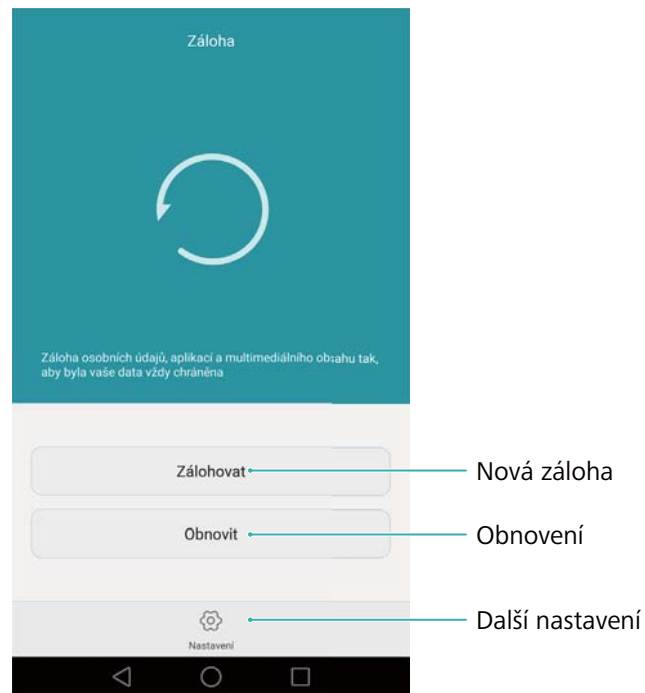 Záloha
Záloha osobních údajů, aplikací a multimediálního obsahu tak,
aby byla vaše data vždy chráněna
Zálohovat
Nová záloha
Obnovit
Obnovení
Další nastavení
Nastavení